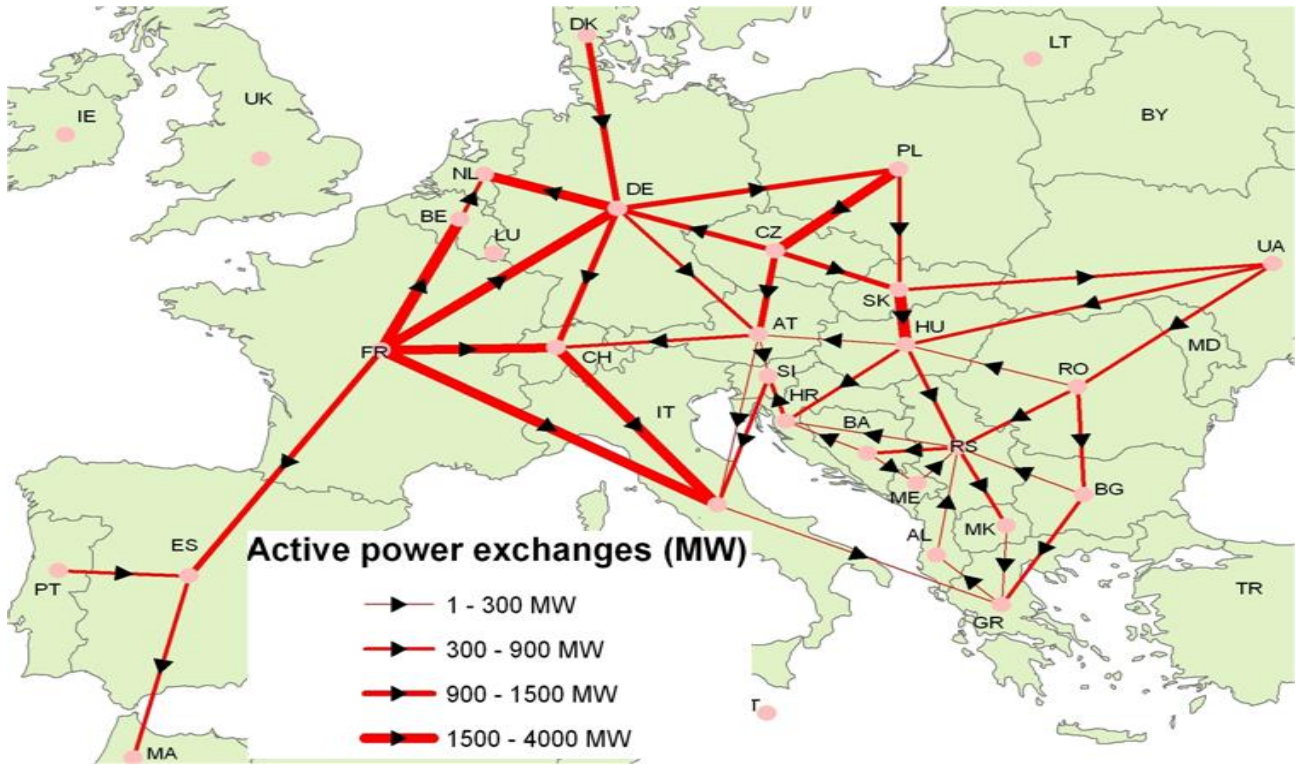 DK
LT
IE
UK
BY
PL
NL
DE
BE
LU
CZ
UA
SK
AT
HU
MD
FR
CH
SI
RO
IT
HR
BA
RS
ME
BG
AL
MK
ES
PT
GR
TR
Active power exchanges (MW)
1 - 300 MW
300 - 900 MW
900 - 1500 MW
1500 - 4000 MW
T
MA